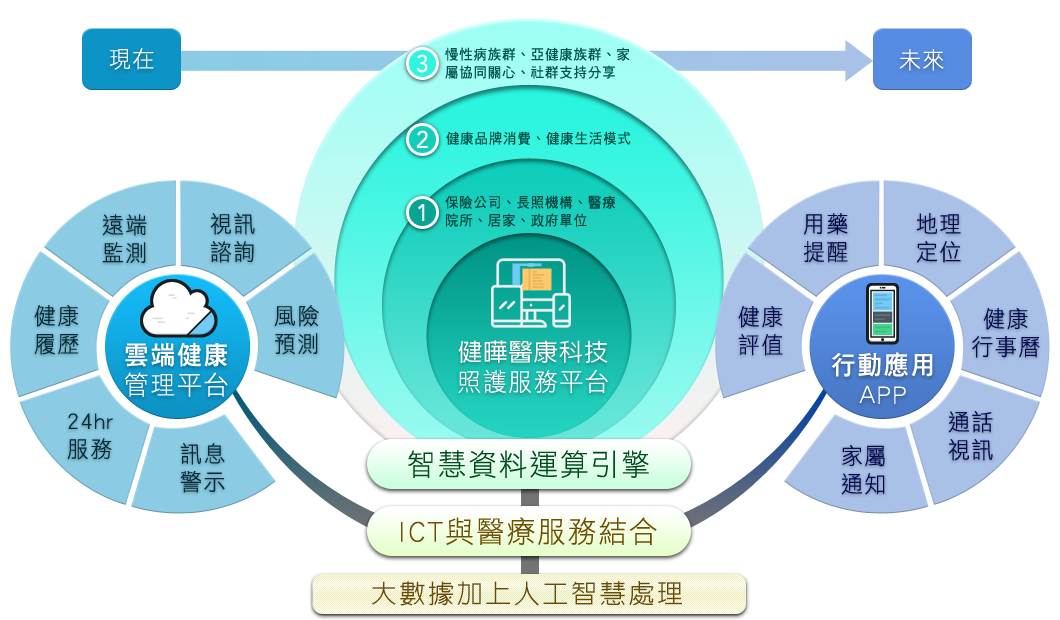 現在
未來
3
慢性病族群、亞健康族群、家
屬協同關心、社群支持分享
2
健康品牌消費、健康生活模式
1
保險公司、長照機構、醫療
院所、居家、政府單位
健曄醫康科技
照護服務平台
遠端
監測
視訊
諮詢
健康
履歷
風險
預測
24hr
服務
訊息
警示
雲端健康
管理平台
用藥
提醒
地理
定位
健康
評值
健康
行事曆
通話
視訊
家屬
通知
行動應用
APP
智慧資料運算引擎
ICT與醫療服務結合
大數據加上人工智慧處理